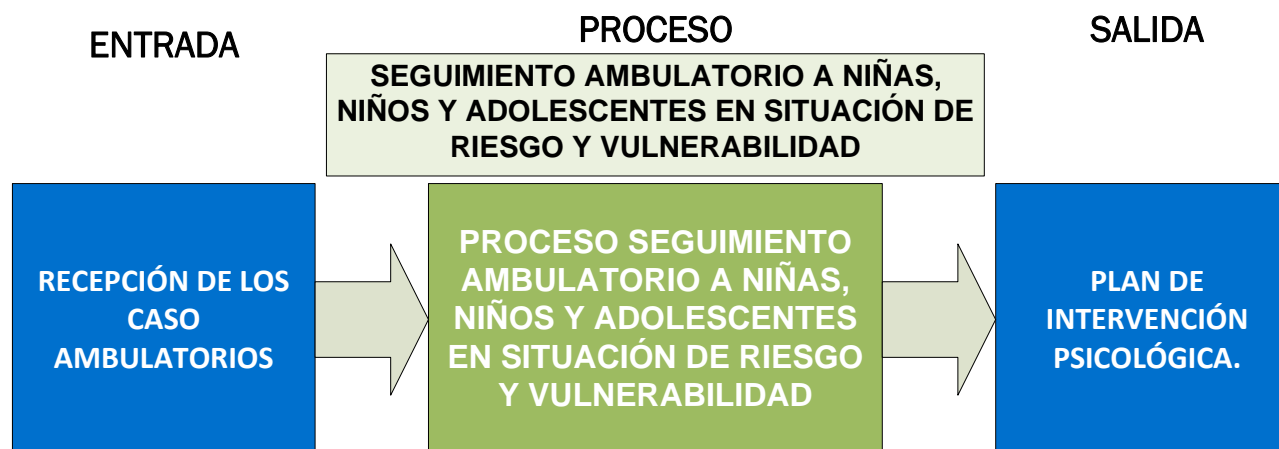 ENTRADA
PROCESO
SALIDA
SEGUIMIENTO AMBULATORIO A NIÑAS,
NIÑOS Y ADOLESCENTES EN SITUACIÓN DE
RIESGO Y VULNERABILIDAD
RECEPCIÓN DE LOS
CASO
AMBULATORIOS
PROCESO SEGUIMIENTO
AMBULATORIO A NIÑAS,
NIÑOS Y ADOLESCENTES
EN SITUACIÓN DE RIESGO
Y VULNERABILIDAD
PLAN DE
INTERVENCIÓN
PSICOLÓGICA.